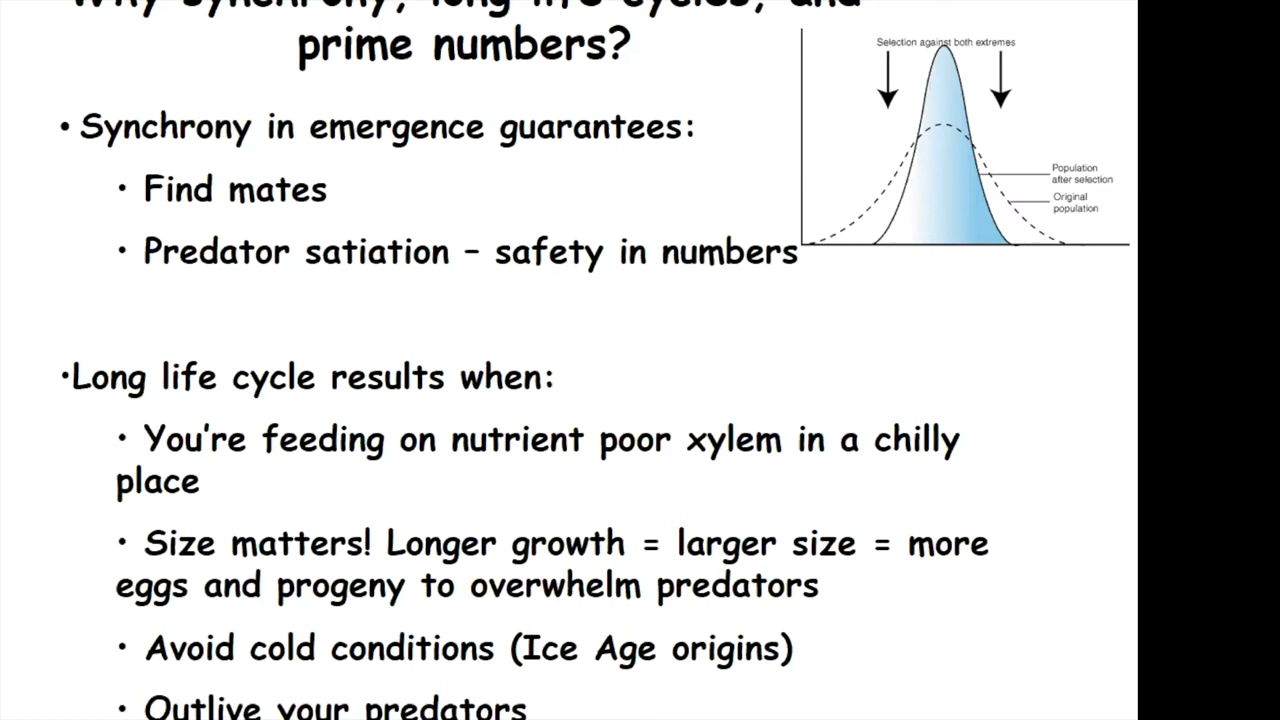 Why synchrony, long life cycles, and
prime numbers?
• Synchrony in emergence guarantees:
• Find mates
• Predator satiation – safety in numbers
Selection against both extremes
Population
after selection
Original
population
•Long life cycle results when:
• You're feeding on nutrient poor xylem in a chilly
place
• Size matters! Longer growth = larger size = more
eggs and progeny to overwhelm predators
• Avoid cold conditions (Ice Age origins)
• Outlive your predators